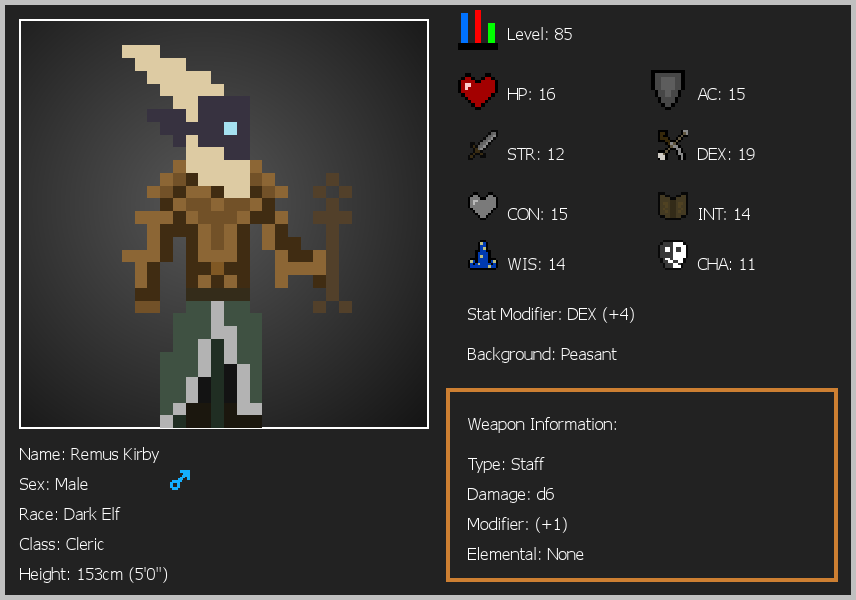 Level: 85
HP: 16
AC: 15
STR: 12
DEX: 19
CON: 15
INT: 14
WIS: 14
CHA: 11
Stat Modifier: DEX (+4)
Background: Peasant
Weapon Information:
Type: Staff
Damage: d6
Modifier: (+1)
Elemental: None
Name: Remus Kirby
Sex: Male
Race: Dark Elf
Class: Cleric
Height: 153cm (5'0")